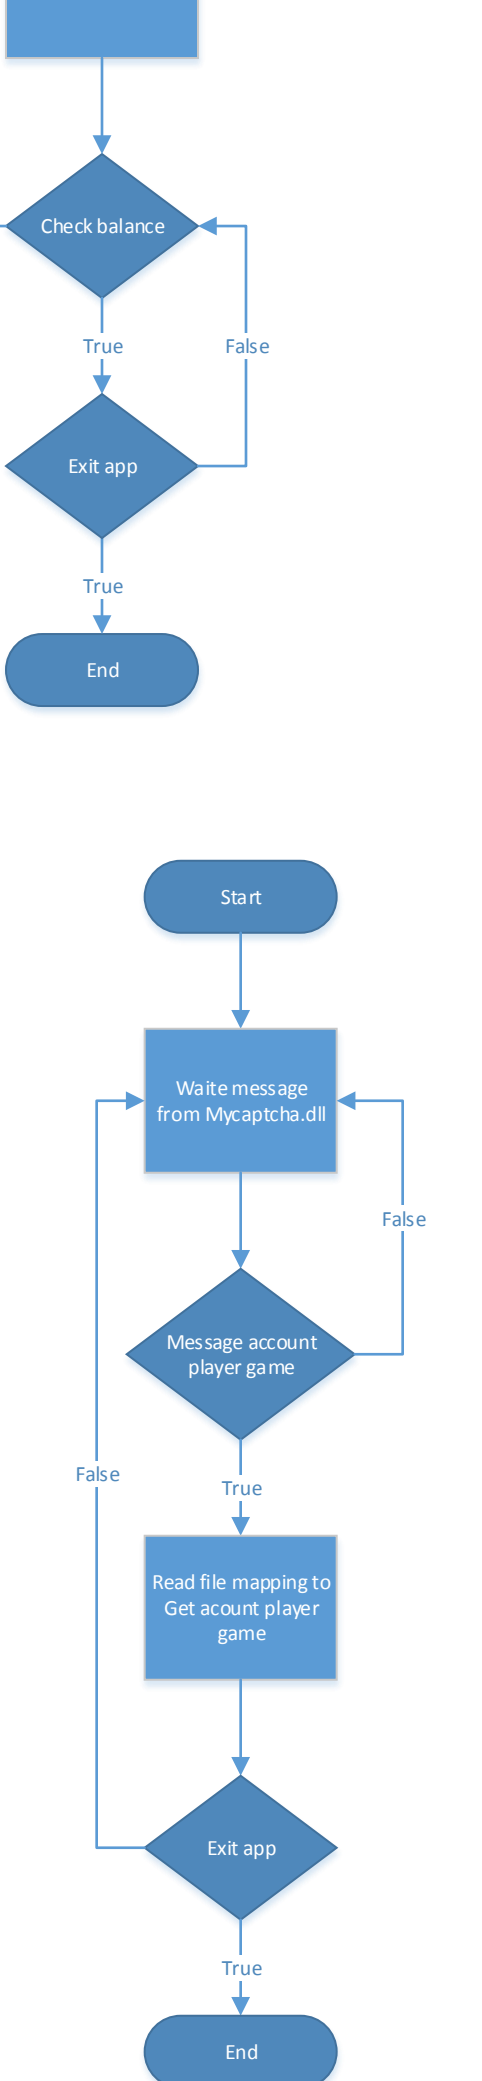 Check balance
True
False
Exit app
True
End
Start
Waite message
from Mycaptcha.dll
False
Message account
player game
False
True
Read file mapping to
Get acount player
game
Exit app
True
End